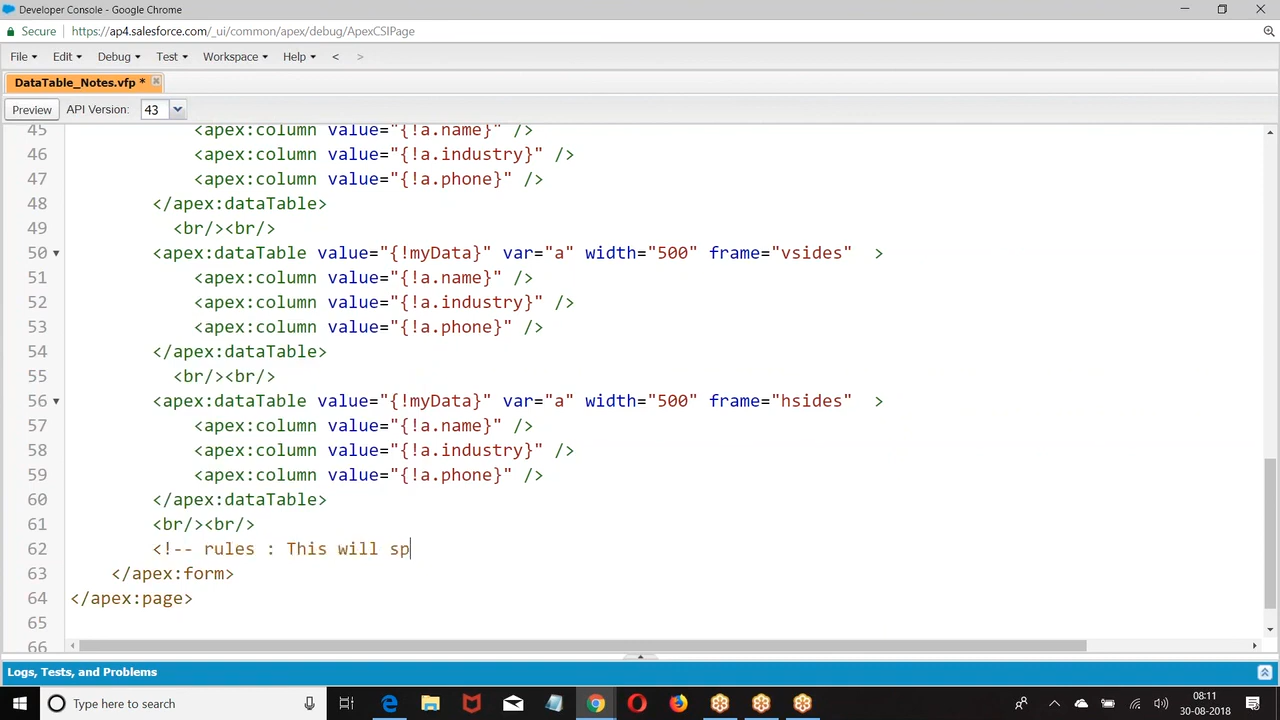 Developer Console - Google Chrome
Secure https://ap4.salesforce.com/_ui/common/apex/debug/ApexCSIPage
File Edit Debug Test Workspace Help < >
DataTable_Notes.vfp *
Preview API Version: 43
45 <apex:column value="{!a.name}" />
46 <apex:column value="{!a.industry}" />
47 <apex:column value="{!a.phone}" />
48 </apex:dataTable>
49 <br/><br/>
50 <apex:dataTable value="{!myData}" var="a" width="500" frame="vsides" >
51 <apex:column value="{!a.name}" />
52 <apex:column value="{!a.industry}" />
53 <apex:column value="{!a.phone}" />
54 </apex:dataTable>
55 <br/><br/>
56 <apex:dataTable value="{!myData}" var="a" width="500" frame="hsides" >
57 <apex:column value="{!a.name}" />
58 <apex:column value="{!a.industry}" />
59 <apex:column value="{!a.phone}" />
60 </apex:dataTable>
61 <br/><br/>
62 <!-- rules : This will sp
63 </apex:form>
64 </apex:page>
65
66
Logs, Tests, and Problems
Type here to search
08:11
30-08-2018